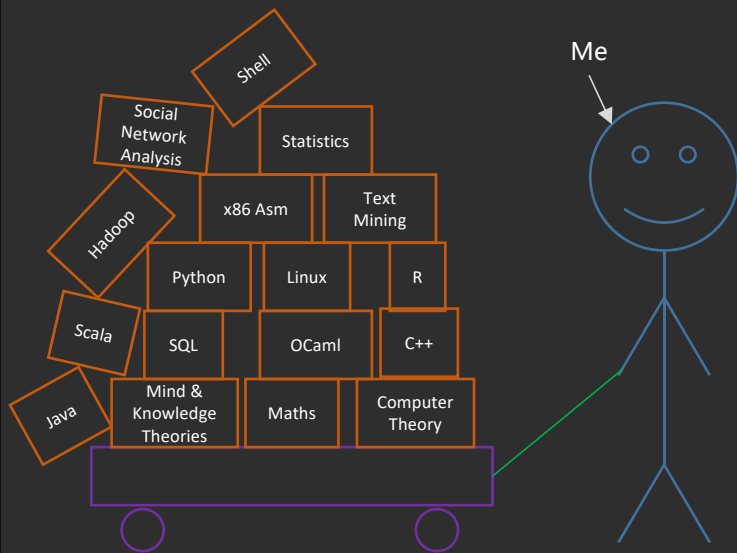 Me
Shell
Social
Network
Analysis
Statistics
x86 Asm
Text
Mining
Hadoop
Python
Linux
R
Scala
SQL
OCaml
C++
Java
Mind &
Knowledge
Theories
Maths
Computer
Theory